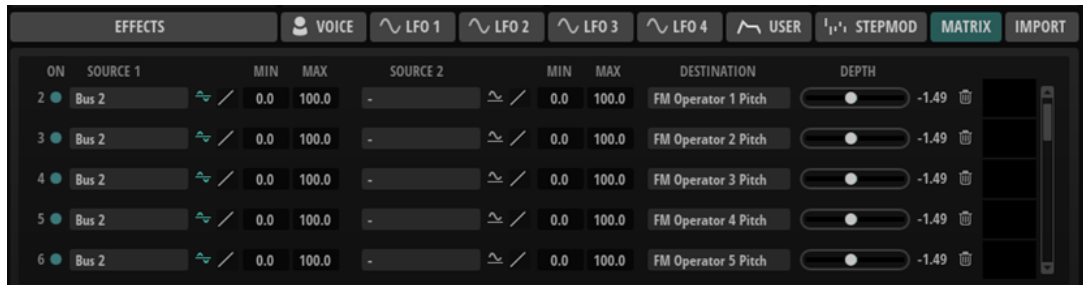 EFFECTS VOICE LFO 1 LFO 2 LFO 3 LFO 4 USER STEPMOD MATRIX IMPORT
ON SOURCE 1 MIN MAX SOURCE 2 MIN MAX DESTINATION DEPTH
2 Bus 2 0.0 100.0 - 0.0 100.0 FM Operator 1 Pitch -1.49
3 Bus 2 0.0 100.0 - 0.0 100.0 FM Operator 2 Pitch -1.49
4 Bus 2 0.0 100.0 - 0.0 100.0 FM Operator 3 Pitch -1.49
5 Bus 2 0.0 100.0 - 0.0 100.0 FM Operator 4 Pitch -1.49
6 Bus 2 0.0 100.0 - 0.0 100.0 FM Operator 5 Pitch -1.49